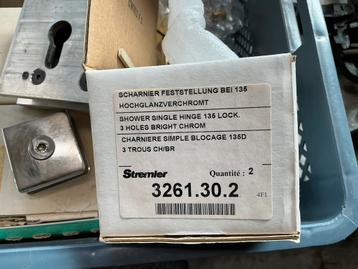 SCHARNIER FESTSTELLUNG BEI 135
HOCHGLANZVERCHROMT
SHOWER SINGLE HINGE 135 LOCK.
3 HOLES BRIGHT CHROM
CHARNIERE SIMPLE BLOCAGE 135D
3 TROUS CH/BR
Stremler
Quantité : 2
3261.30.2
4F1